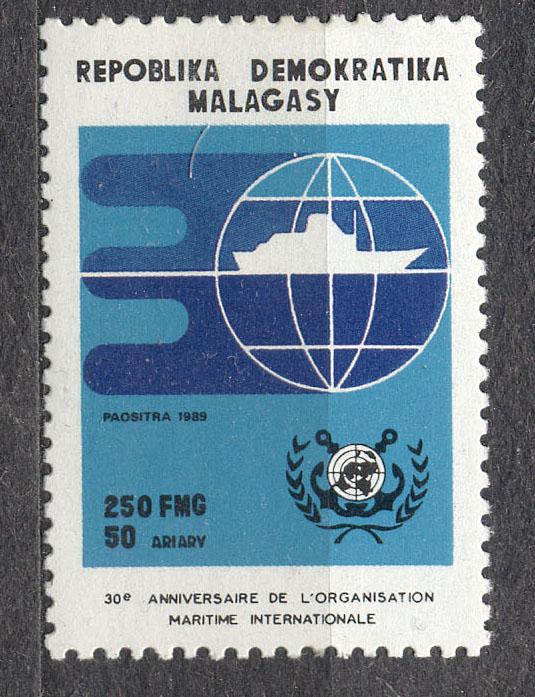 REPOBLIKA DEMOKRATIKA
MALAGASY
PAOSITRA 1989
250 FMG
50 ARIARY
30e ANNIVERSAIRE DE L'ORGANISATION
MARITIME INTERNATIONALE